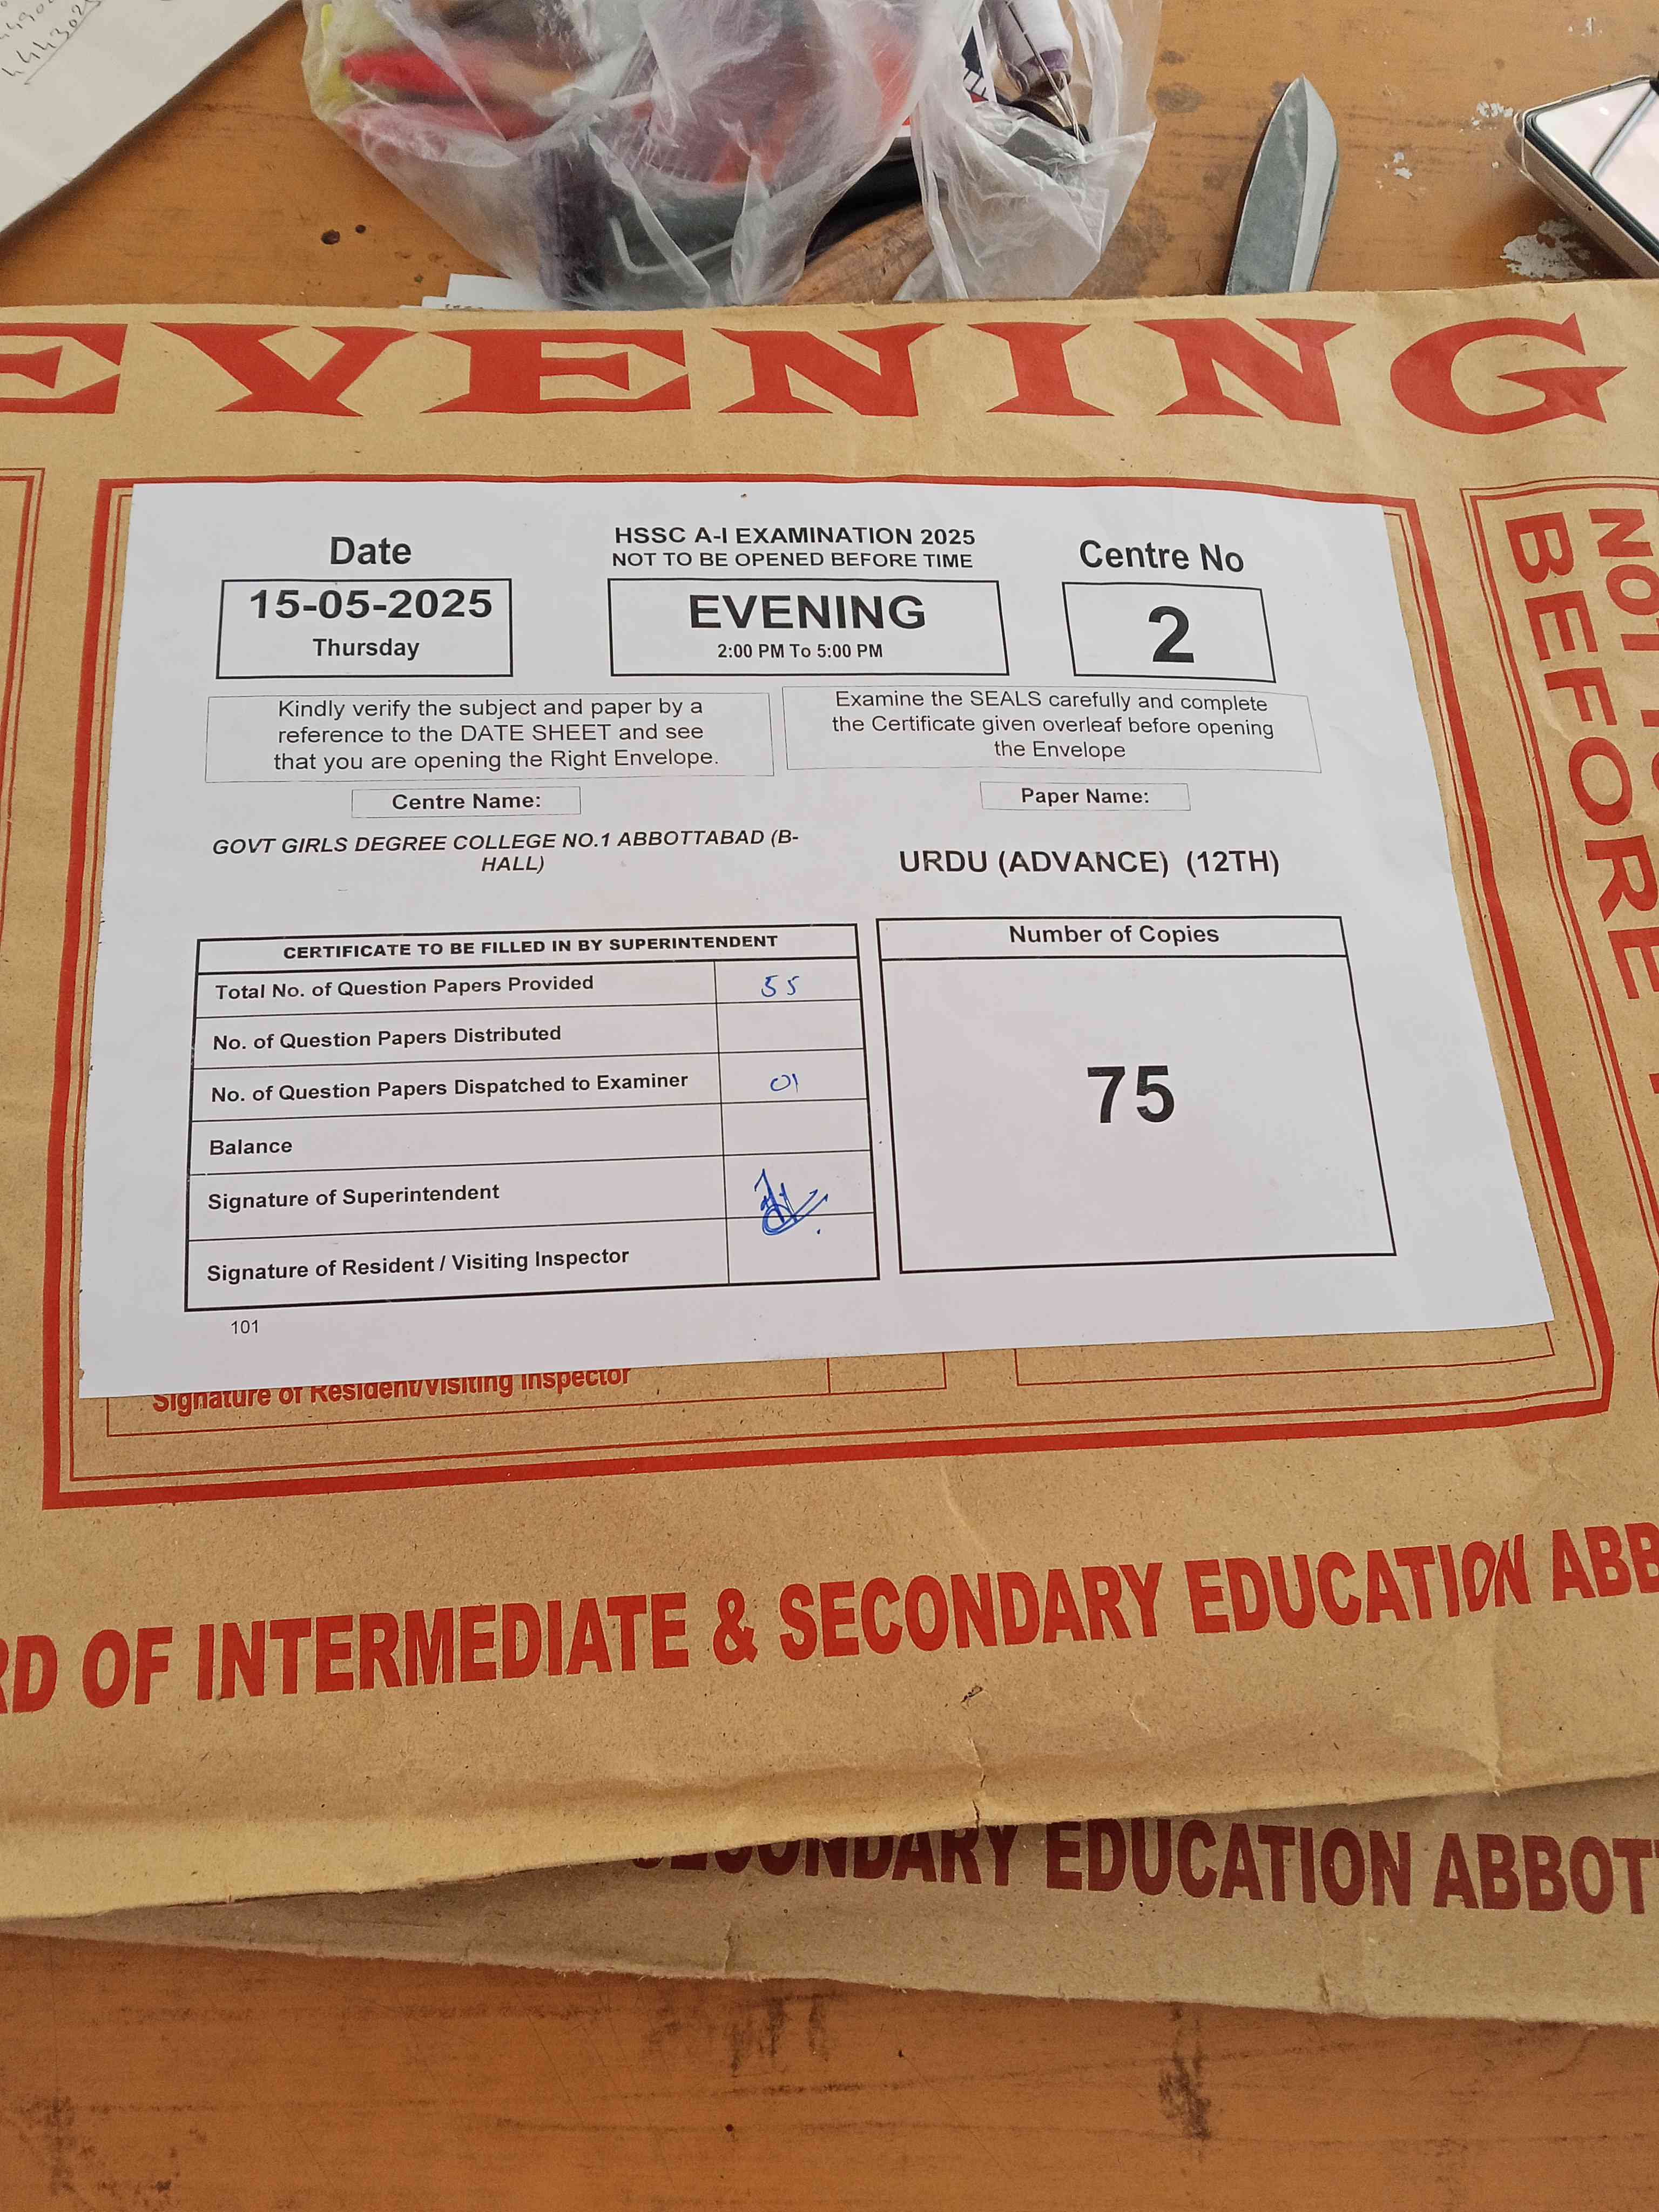 44302
EVENING
NOT TO
BEFORE
Date
15-05-2025
Thursday
HSSC A-I EXAMINATION 2025
NOT TO BE OPENED BEFORE TIME
EVENING
2:00 PM To 5:00 PM
Centre No
2
Kindly verify the subject and paper by a
reference to the DATE SHEET and see
that you are opening the Right Envelope.
Examine the SEALS carefully and complete
the Certificate given overleaf before opening
the Envelope
Centre Name:
Paper Name:
GOVT GIRLS DEGREE COLLEGE NO.1 ABBOTTABAD (B-
HALL)
URDU (ADVANCE) (12TH)
CERTIFICATE TO BE FILLED IN BY SUPERINTENDENT
Total No. of Question Papers Provided 55
No. of Question Papers Distributed
No. of Question Papers Dispatched to Examiner 01
Balance
Signature of Superintendent
Signature of Resident / Visiting Inspector
Number of Copies
75
101
Signature of Resident/Visiting Inspector
RD OF INTERMEDIATE & SECONDARY EDUCATION ABB
SECONDARY EDUCATION ABBOTT